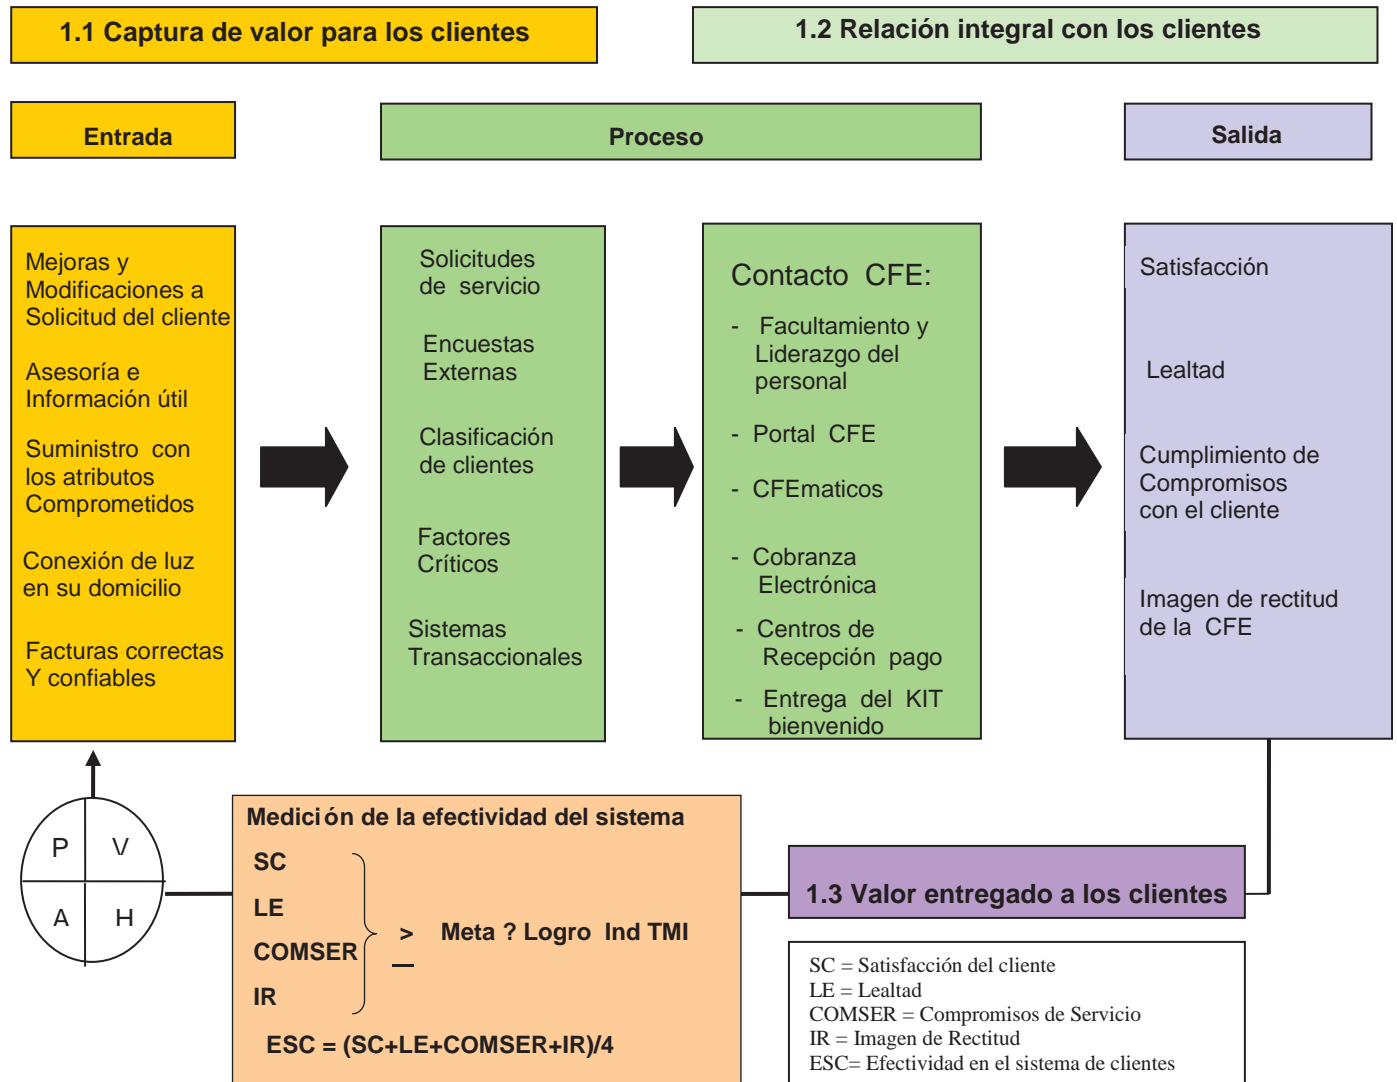 1.1 Captura de valor para los clientes
1.2 Relación integral con los clientes
Entrada
Proceso
Salida
Mejoras y
Modificaciones a
Solicitud del cliente
Asesoría e
Información útil
Suministro con
los atributos
Comprometidos
Conexión de luz
en su domicilio
Facturas correctas
Y confiables
Solicitudes
de servicio
Encuestas
Externas
Clasificación
de clientes
Factores
Críticos
Sistemas
Transaccionales
Contacto CFE:
- Facultamiento y
Liderazgo del
personal
- Portal CFE
- CFEmaticos
- Cobranza
Electrónica
- Centros de
Recepción pago
- Entrega del KIT
bienvenido
Satisfacción
Lealtad
Cumplimiento de
Compromisos
con el cliente
Imagen de rectitud
de la CFE
P V
A H
Medición de la efectividad del sistema
SC
LE
COMSER
IR
> Meta ? Logro Ind TMI
ESC = (SC+LE+COMSER+IR)/4
1.3 Valor entregado a los clientes
SC = Satisfacción del cliente
LE = Lealtad
COMSER = Compromisos de Servicio
IR = Imagen de Rectitud
ESC= Efectividad en el sistema de clientes